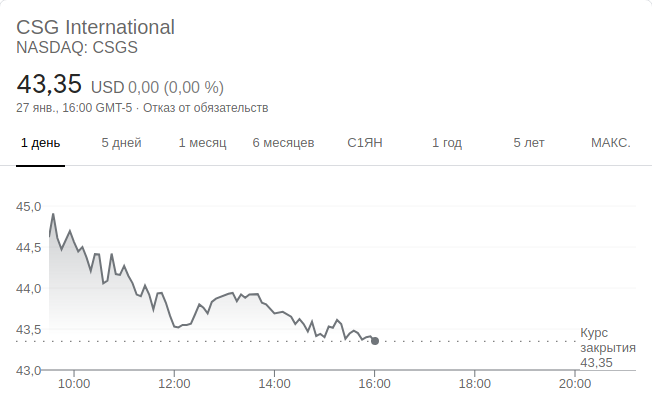 CSG International
NASDAQ: CSGS
43,35 USD 0,00 (0,00 %)
27 янв., 16:00 GMT-5 · Отказ от обязательств
1 день 5 дней 1 месяц 6 месяцев С1ЯН 1 год 5 лет МАКС.
45,0
44,5
44,0
43,5
43,0
Курс
закрытия
43,35
10:00 12:00 14:00 16:00 18:00 20:00